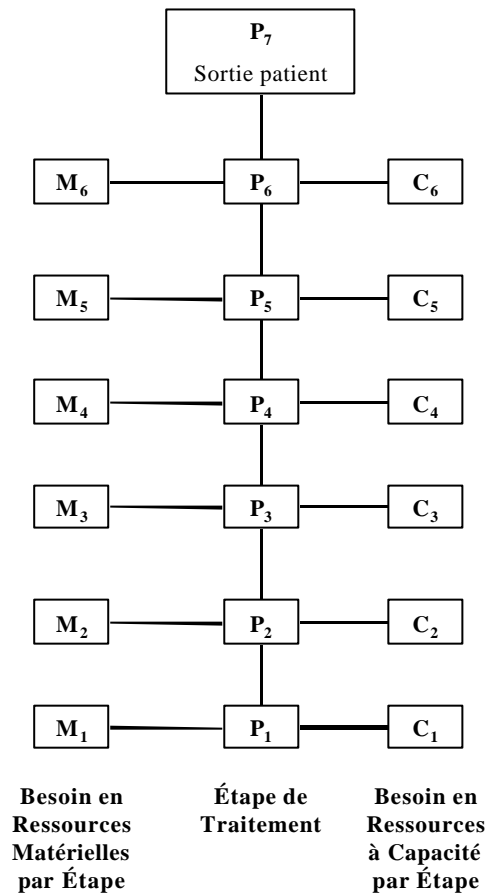 P7
Sortie patient
M6 P6 C6
M5 P5 C5
M4 P4 C4
M3 P3 C3
M2 P2 C2
M1 P1 C1
Besoin en
Ressources
Matérielles
par Étape
Étape de
Traitement
Besoin en
Ressources
à Capacité
par Étape